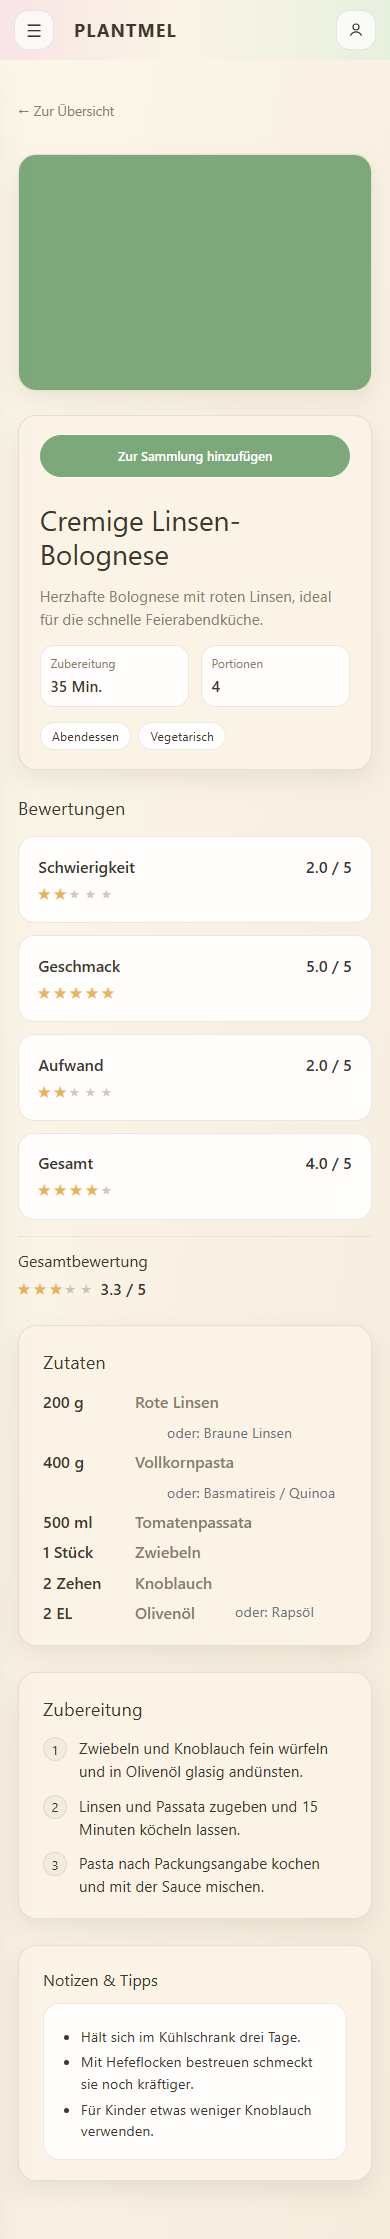 ☰ PLANTMEL
← Zur Übersicht
Zur Sammlung hinzufügen
Cremige Linsen-
Bolognese
Herzhafte Bolognese mit roten Linsen, ideal
für die schnelle Feierabendküche.
Zubereitung
35 Min.
Portionen
4
Abendessen
Vegetarisch
Bewertungen
Schwierigkeit 2.0 / 5
★★★★★
Geschmack 5.0 / 5
★★★★★
Aufwand 2.0 / 5
★★★★★
Gesamt 4.0 / 5
★★★★★
Gesamtbewertung
★★★★★ 3.3 / 5
Zutaten
200 g Rote Linsen
oder: Braune Linsen
400 g Vollkornpasta
oder: Basmatireis / Quinoa
500 ml Tomatenpassata
1 Stück Zwiebeln
2 Zehen Knoblauch
2 EL Olivenöl oder: Rapsöl
Zubereitung
1 Zwiebeln und Knoblauch fein würfeln
und in Olivenöl glasig andünsten.
2 Linsen und Passata zugeben und 15
Minuten köcheln lassen.
3 Pasta nach Packungsangabe kochen
und mit der Sauce mischen.
Notizen & Tipps
• Hält sich im Kühlschrank drei Tage.
• Mit Hefeflocken bestreuen schmeckt
sie noch kräftiger.
• Für Kinder etwas weniger Knoblauch
verwenden.